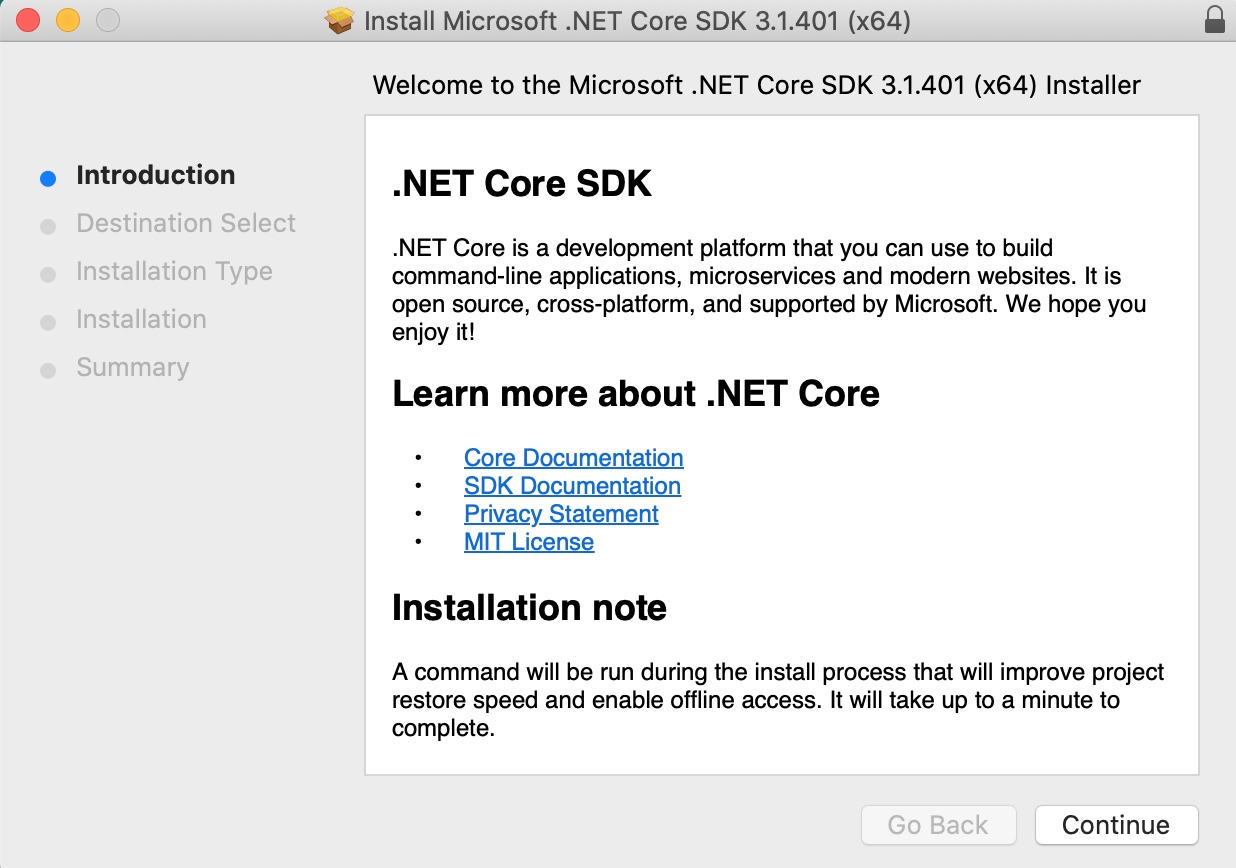 Install Microsoft .NET Core SDK 3.1.401 (x64)
Welcome to the Microsoft .NET Core SDK 3.1.401 (x64) Installer
Introduction
Destination Select
Installation Type
Installation
Summary
.NET Core SDK
.NET Core is a development platform that you can use to build
command-line applications, microservices and modern websites. It is
open source, cross-platform, and supported by Microsoft. We hope you
enjoy it!
Learn more about .NET Core
• Core Documentation
• SDK Documentation
• Privacy Statement
• MIT License
Installation note
A command will be run during the install process that will improve project
restore speed and enable offline access. It will take up to a minute to
complete.
Go Back
Continue